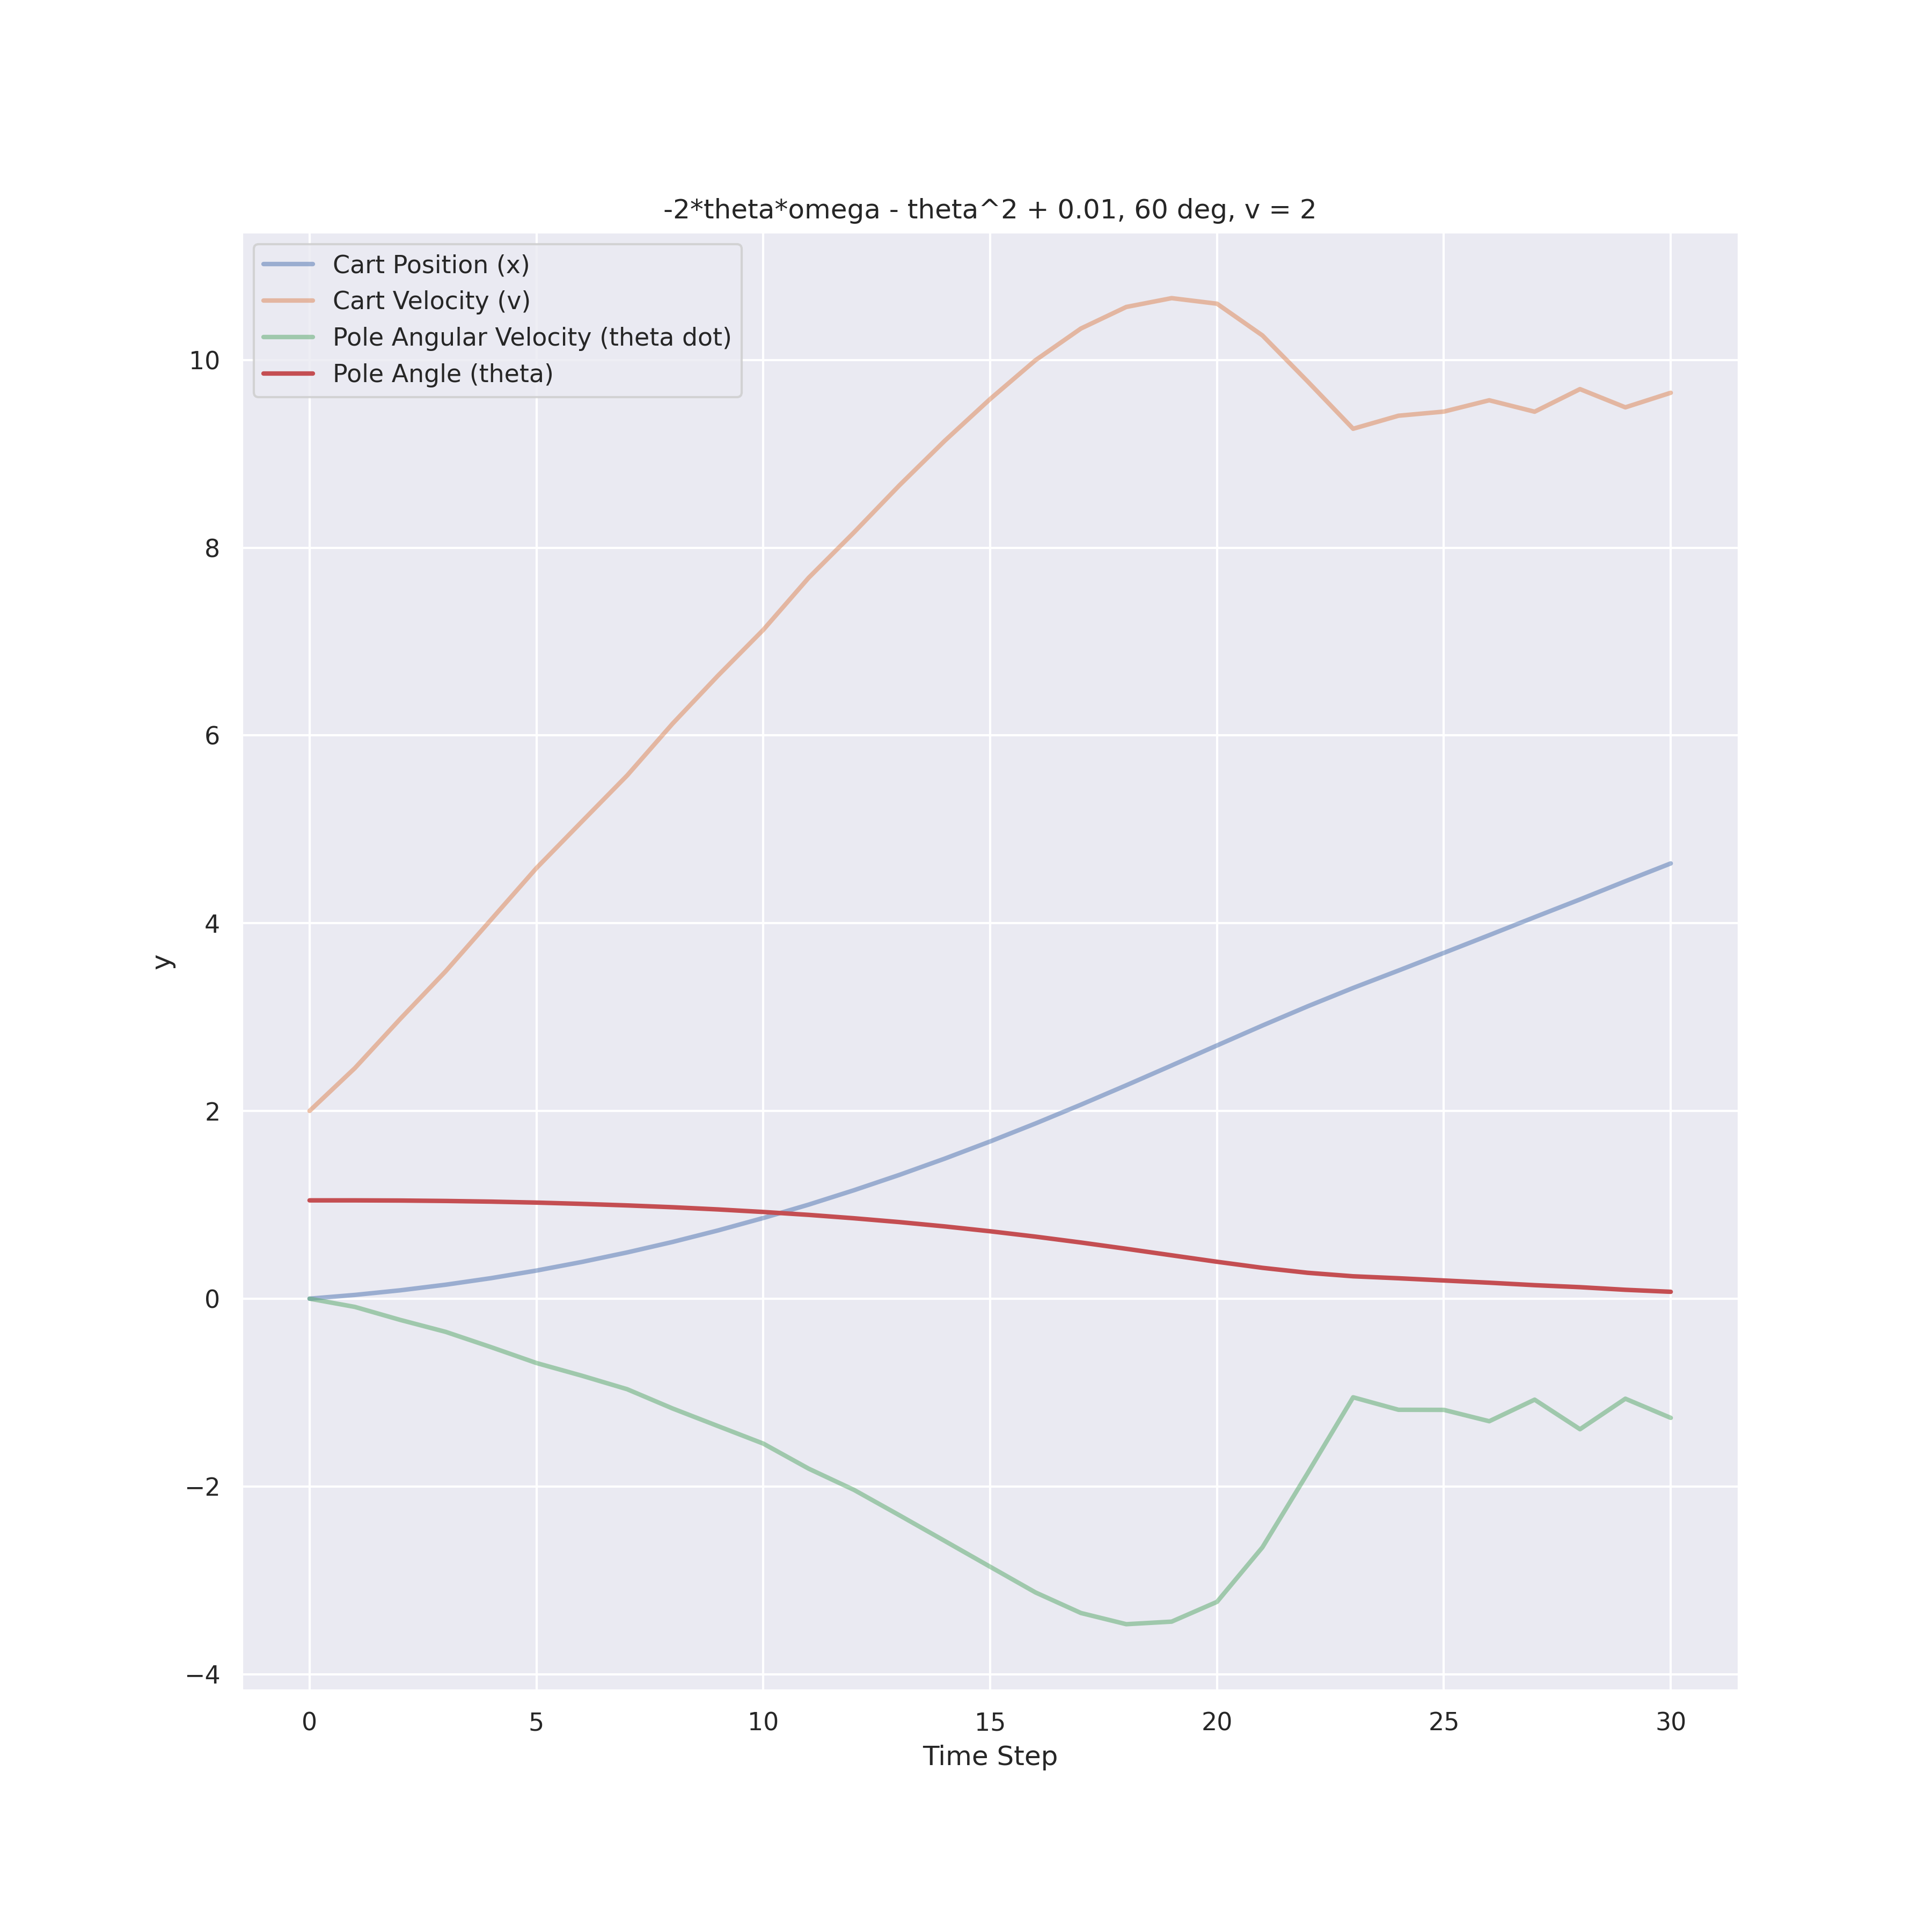 -2*theta*omega - theta^2 + 0.01, 60 deg, v = 2
Cart Position (x)
Cart Velocity (v)
Pole Angular Velocity (theta dot)
Pole Angle (theta)
10
8
6
4
2
0
−2
−4
y
0 5 10 15 20 25 30
Time Step